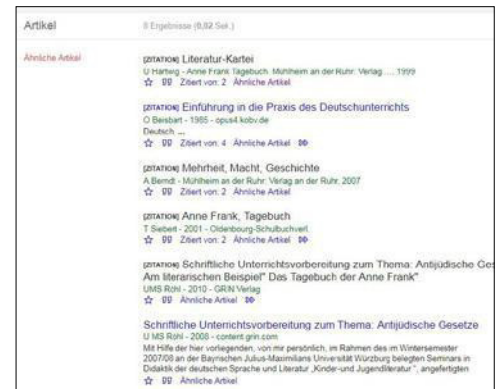 Artikel
8 Ergebnisse (0,02 Sek.)
Ähnliche Artikel
[ZITATION] Literatur-Kartei
U Hartwig - Anne Frank Tagebuch. Mühlheim an der Ruhr: Verlag …, 1999
Zitiert von: 2 Ähnliche Artikel
[ZITATION] Einführung in die Praxis des Deutschunterrichts
O Beisbart - 1985 - opus4.kobv.de
Deutsch ...
Zitiert von: 4 Ähnliche Artikel
[ZITATION] Mehrheit, Macht, Geschichte
A Berndt - Mühlheim an der Ruhr: Verlag an der Ruhr, 2007
Zitiert von: 2 Ähnliche Artikel
[ZITATION] Anne Frank, Tagebuch
T Siebert - 2001 - Oldenbourg-Schulbuchverl.
Zitiert von: 2 Ähnliche Artikel
[ZITATION] Schriftliche Unterrichtsvorbereitung zum Thema: Antijüdische Ges
Am literarischen Beispiel" Das Tagebuch der Anne Frank"
UMS Röhl - 2010 - GRIN Verlag
Ähnliche Artikel
Schriftliche Unterrichtsvorbereitung zum Thema: Antijüdische Gesetze
U MS Röhl - 2008 - content.grin.com
Mit Hilfe der hier vorliegenden, von mir persönlich, im Rahmen des im Wintersemester
2007/08 an der Bayrischen Julius-Maximilians Universität Würzburg belegten Seminars in
Didaktik der deutschen Sprache und Literatur „Kinder-und Jugendliteratur ", angefertigten
Ähnliche Artikel